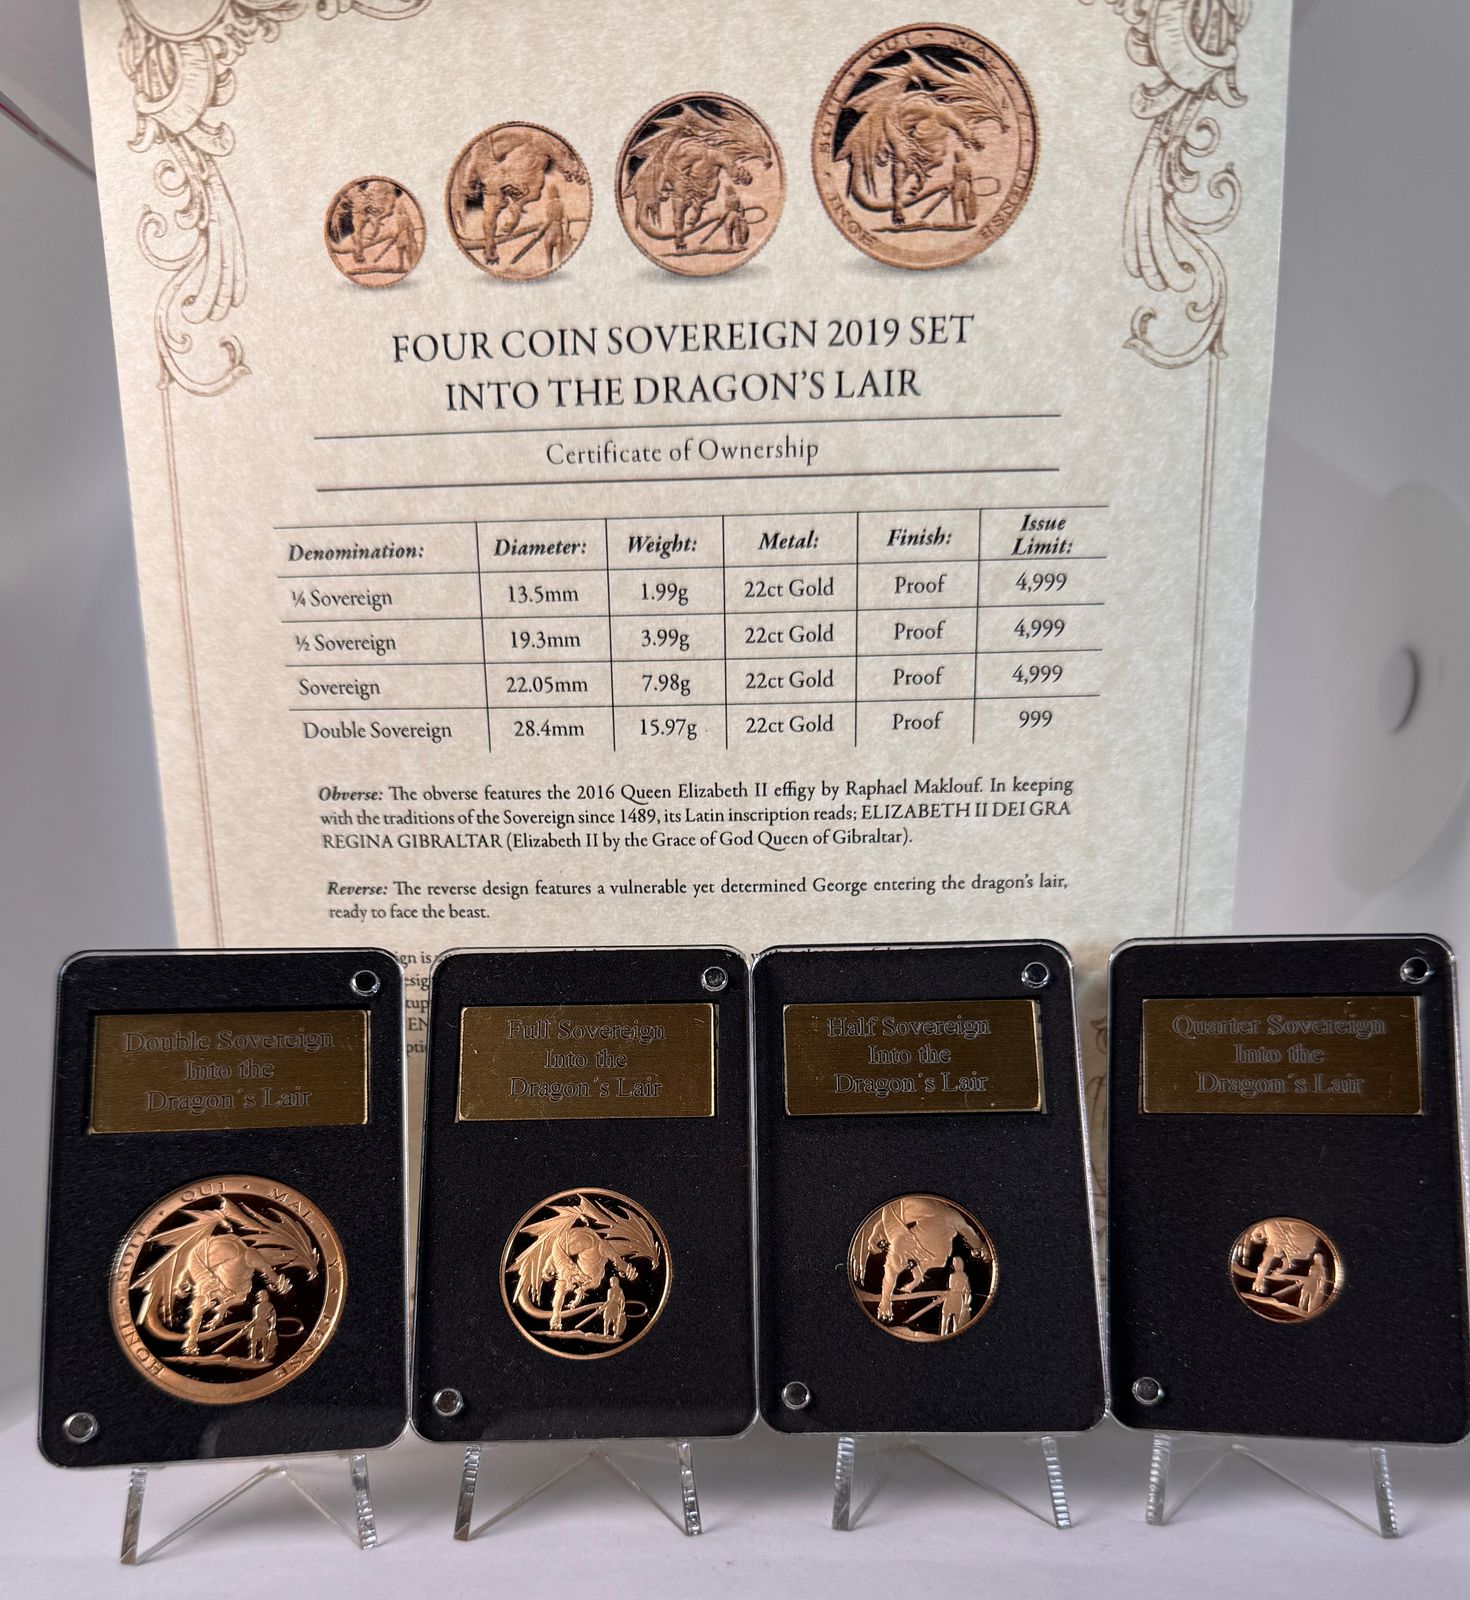 FOUR COIN SOVEREIGN 2019 SET
INTO THE DRAGON'S LAIR
Certificate of Ownership
Denomination: Diameter: Weight: Metal: Finish: Issue Limit:
¼ Sovereign 13.5mm 1.99g 22ct Gold Proof 4,999
½ Sovereign 19.3mm 3.99g 22ct Gold Proof 4,999
Sovereign 22.05mm 7.98g 22ct Gold Proof 4,999
Double Sovereign 28.4mm 15.97g 22ct Gold Proof 999
Obverse: The obverse features the 2016 Queen Elizabeth II effigy by Raphael Maklouf. In keeping
with the traditions of the Sovereign since 1489, its Latin inscription reads; ELIZABETH II DEI GRA
REGINA GIBRALTAR (Elizabeth II by the Grace of God Queen of Gibraltar).
Reverse: The reverse design features a vulnerable yet determined George entering the dragon's lair,
ready to face the beast.
Double Sovereign
Into the
Dragon´s Lair
Full Sovereign
Into the
Dragon´s Lair
Half Sovereign
Into the
Dragon´s Lair
Quarter Sovereign
Into the
Dragon´s Lair
HONI · SOIT · QUI · MAL · Y · PENSE